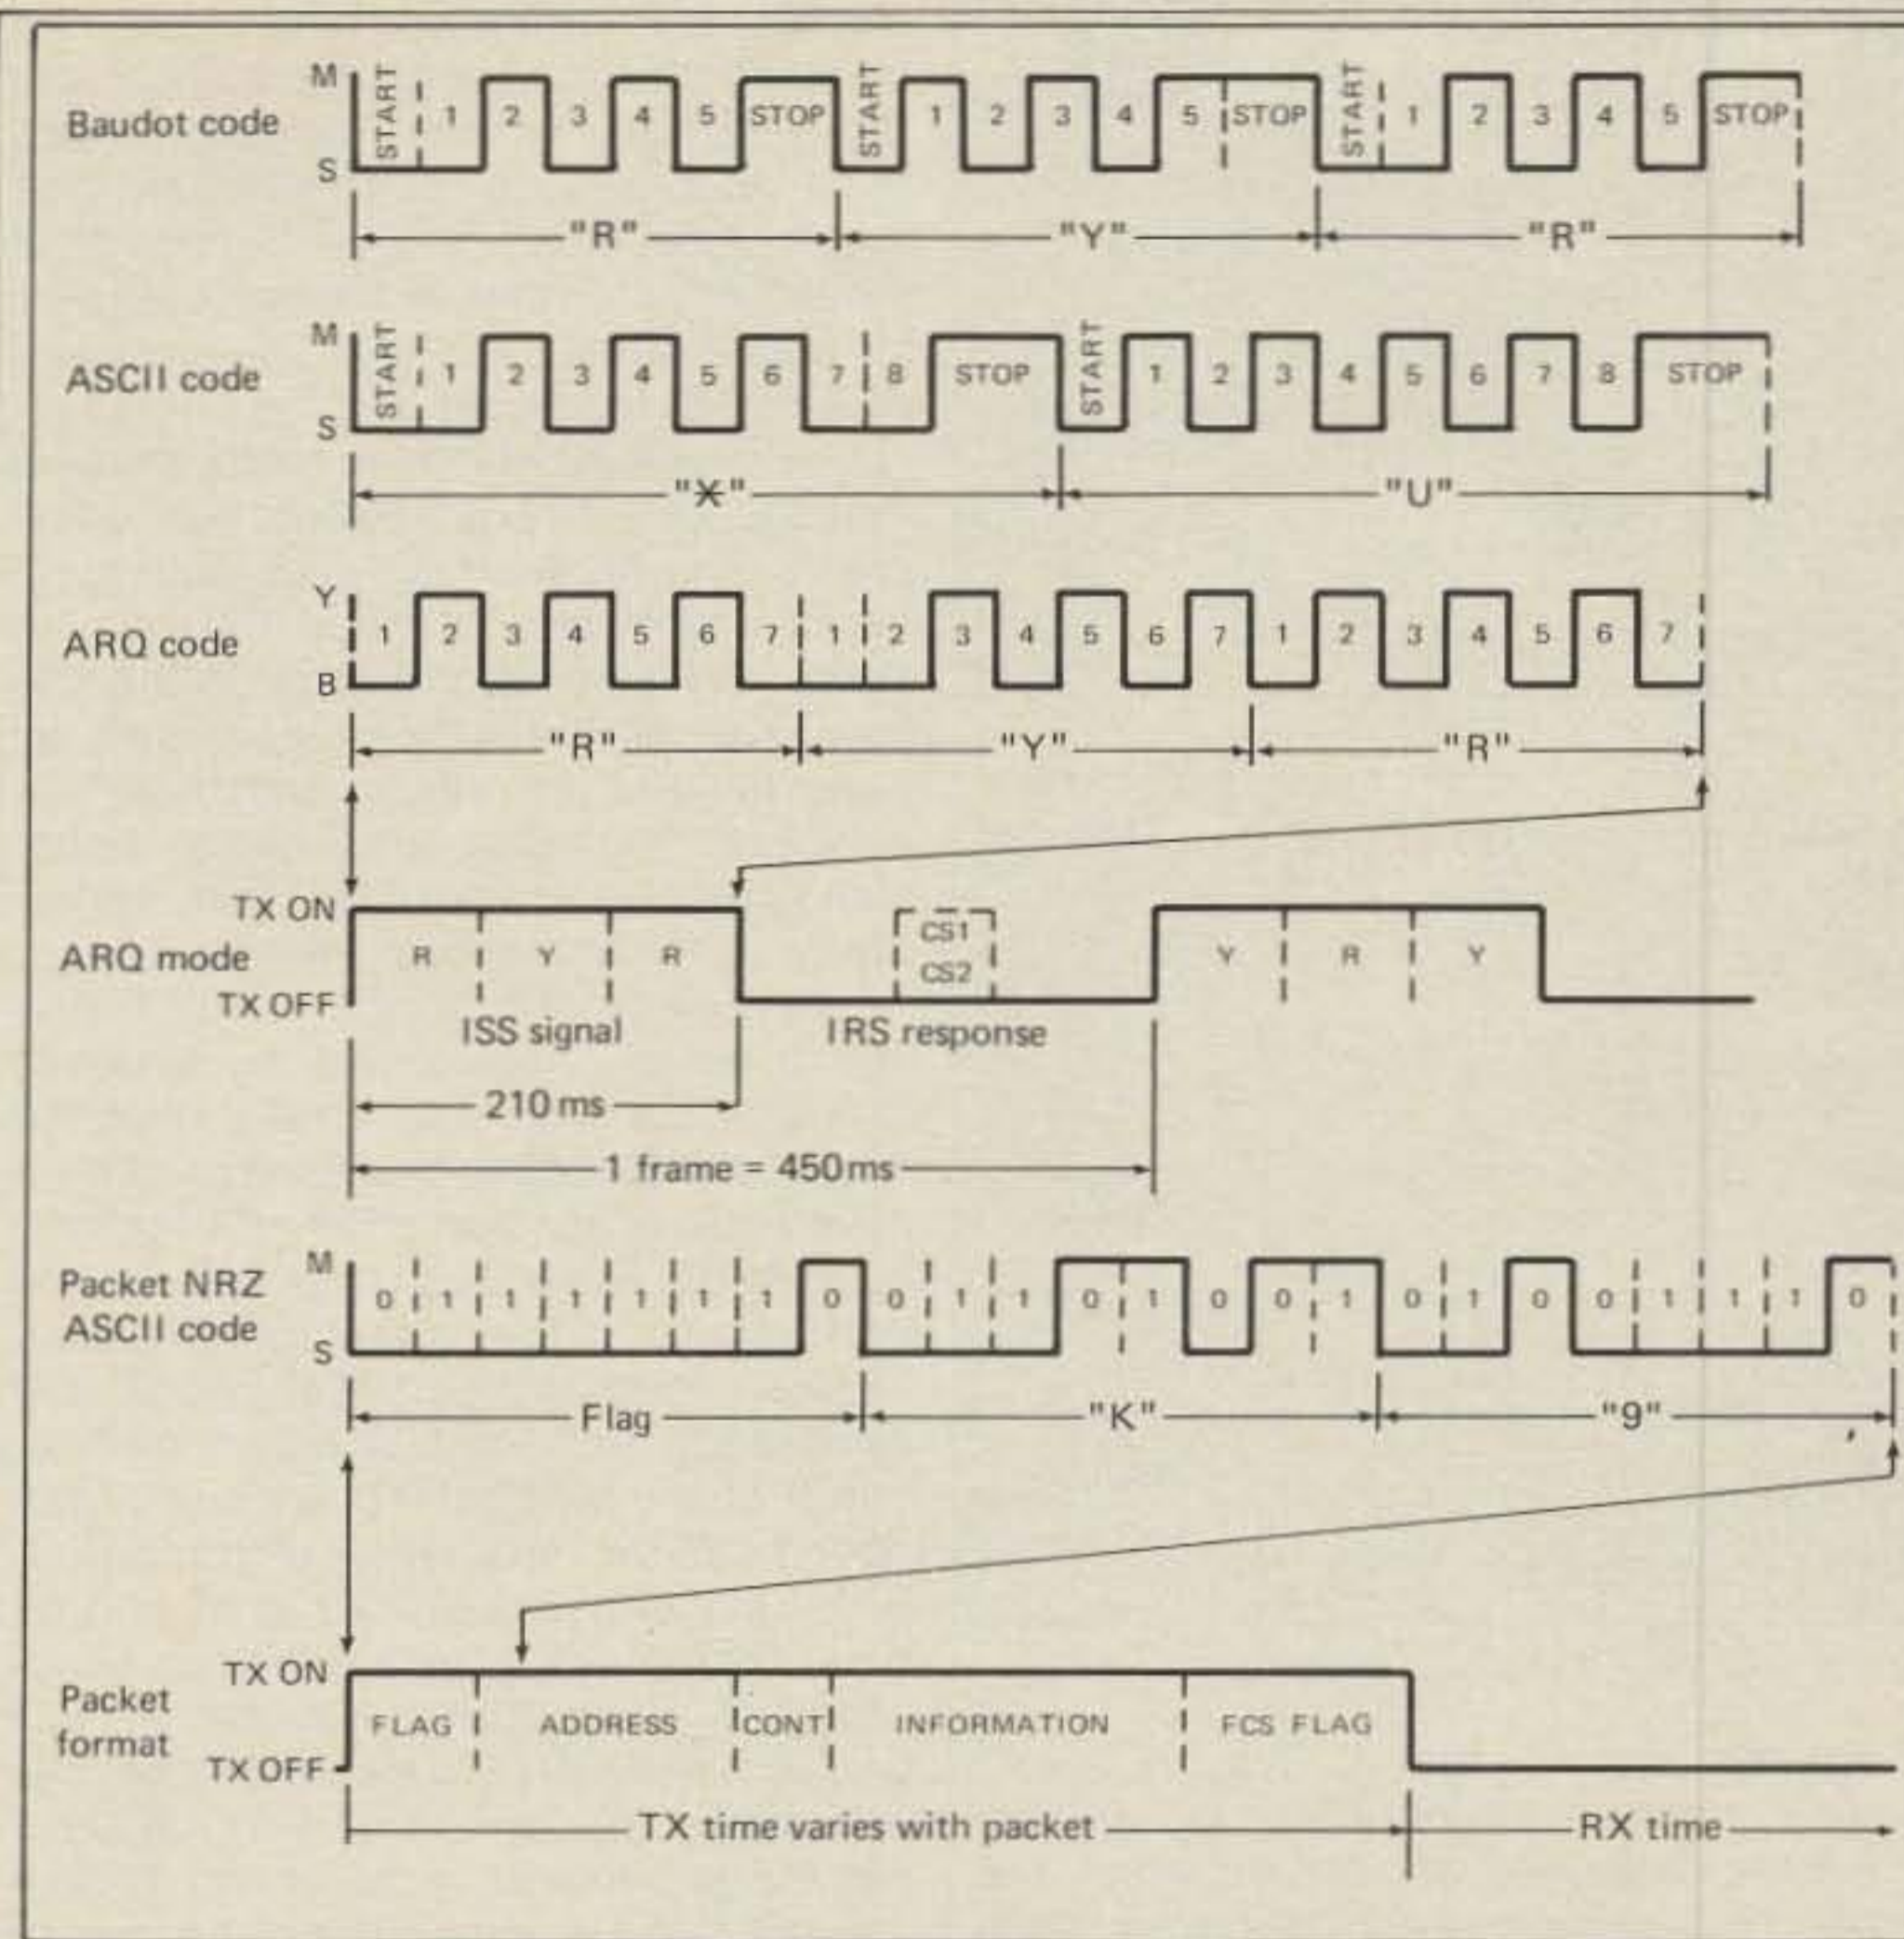 Baudot code
M
S
START 1 2 3 4 5 STOP START 1 2 3 4 5 STOP START 1 2 3 4 5 STOP
"R" "Y" "R"
ASCII code
M
S
START 1 2 3 4 5 6 7 8 STOP START 1 2 3 4 5 6 7 8 STOP
"X" "U"
ARQ code
Y
B
1 2 3 4 5 6 7 1 2 3 4 5 6 7 1 2 3 4 5 6 7
"R" "Y" "R"
ARQ mode
TX ON
TX OFF
R Y R CS1 Y R Y
CS2
ISS signal IRS response
210 ms
1 frame = 450 ms
Packet NRZ
ASCII code
M
S
0 1 1 1 1 1 1 0 0 1 1 0 1 0 0 1 0 1 0 0 1 1 1 0
Flag "K" "9"
Packet
format
TX ON
TX OFF
FLAG ADDRESS CONT INFORMATION FCS FLAG
TX time varies with packet RX time